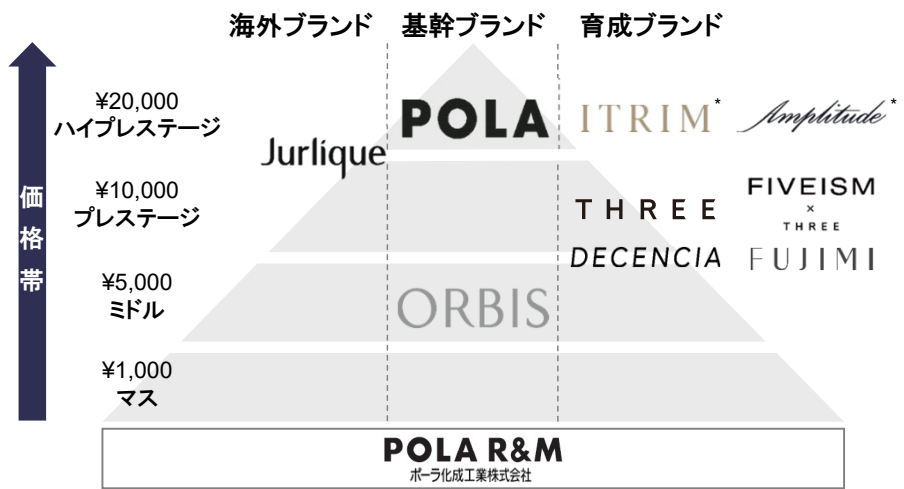 海外ブランド 基幹ブランド 育成ブランド
価格帯
¥20,000
ハイプレステージ
POLA
ITRIM*
Amplitude*
Jurlique
¥10,000
プレステージ
THREE
FIVEISM
×
THREE
DECENCIA
FUJIMI
¥5,000
ミドル
ORBIS
¥1,000
マス
POLA R&M
ポーラ化成工業株式会社